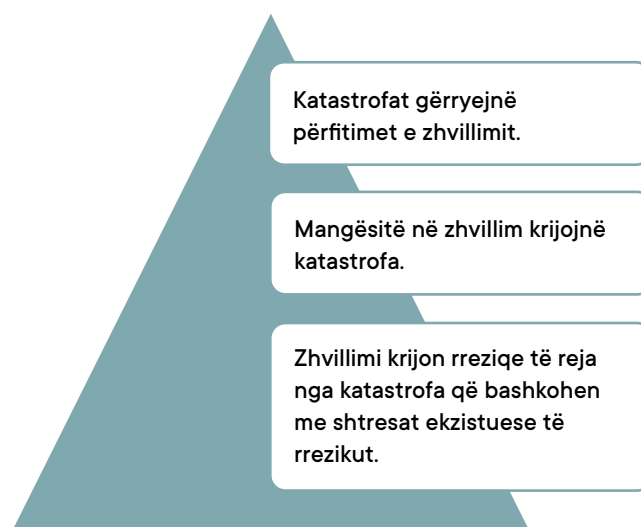 Katastrofat gërryejnë
përfitimet e zhvillimit.
Mangësitë në zhvillim krijojnë
katastrofa.
Zhvillimi krijon rreziqe të reja
nga katastrofa që bashkohen
me shtresat ekzistuese të
rrezikut.